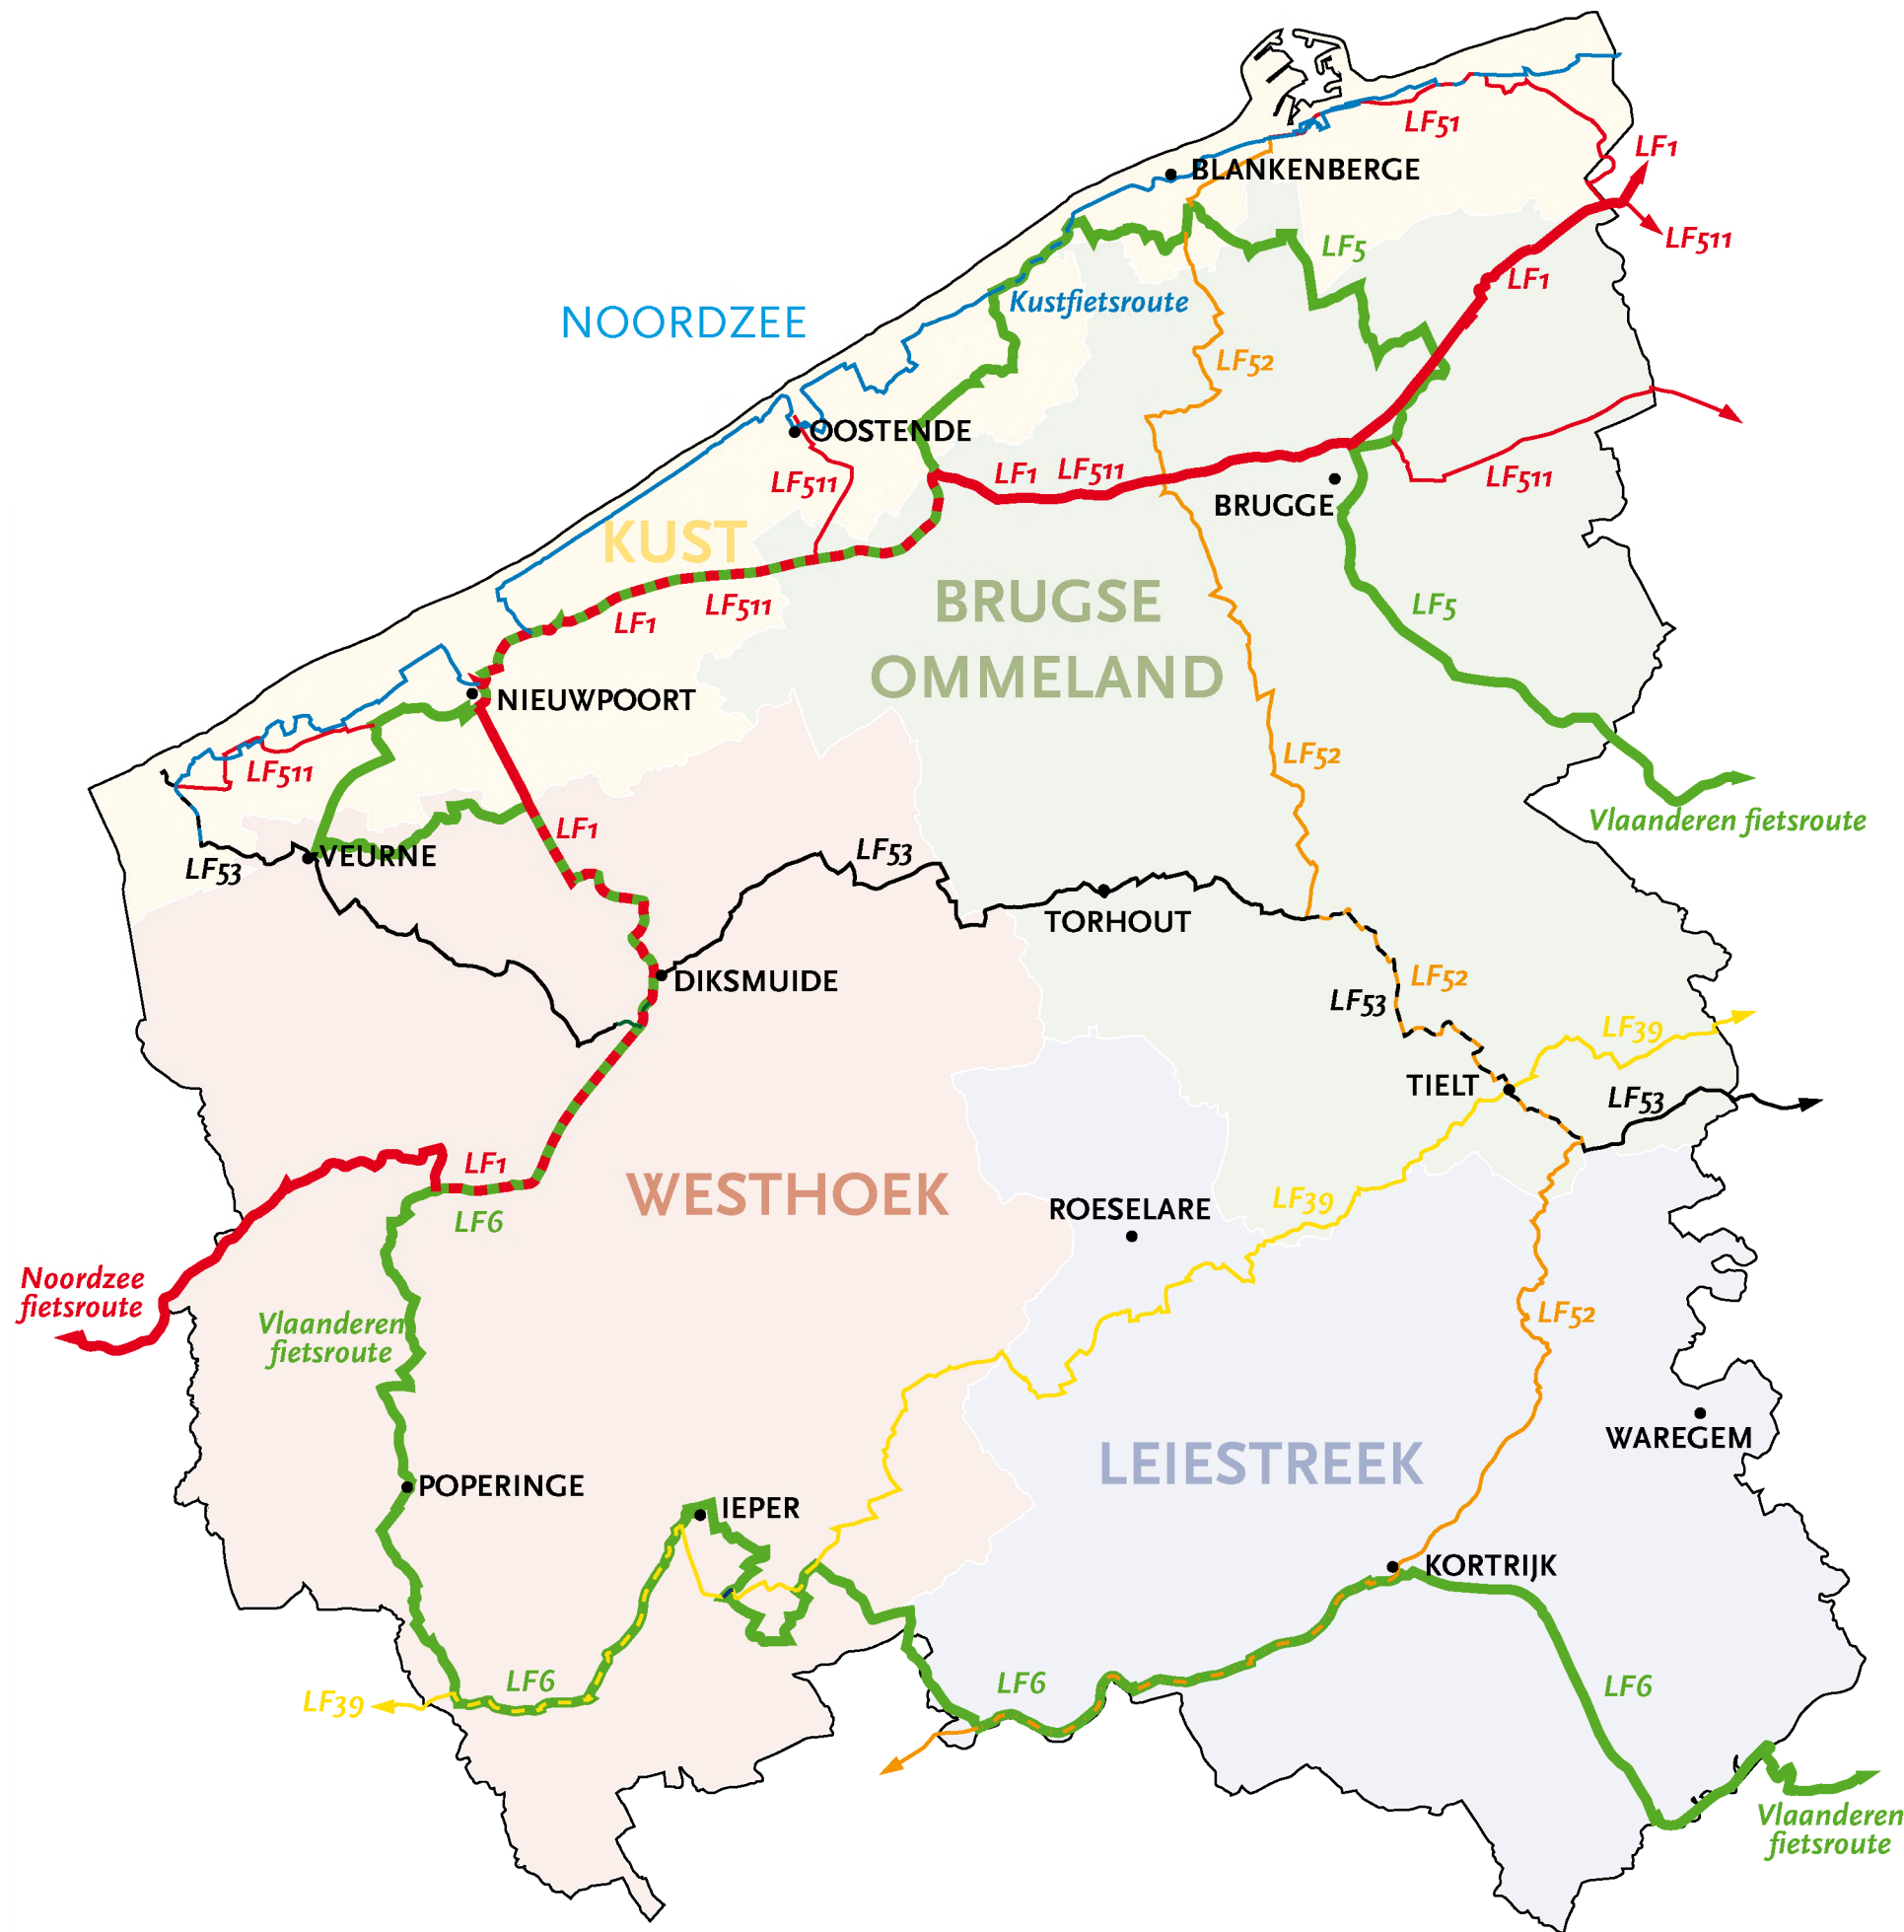 LF51
LF1
BLANKENBERGE
LF511
LF5
LF1
Kustfietsroute
NOORDZEE
LF52
OOSTENDE
LF1
LF511
LF511
LF511
BRUGGE
KUST
BRUGSE
OMMELAND
LF511
LF1
LF5
NIEUWPOORT
LF52
LF511
Vlaanderen fietsroute
LF1
LF53
VEURNE
LF53
TORHOUT
DIKSMUIDE
LF52
LF53
LF39
TIELT
LF53
LF1
WESTHOEK
LF39
ROESELARE
LF6
Noordzee
fietsroute
LF52
Vlaanderen
fietsroute
WAREGEM
LEIESTREEK
POPERINGE
IEPER
KORTRIJK
LF6
LF6
LF6
LF39
Vlaanderen
fietsroute